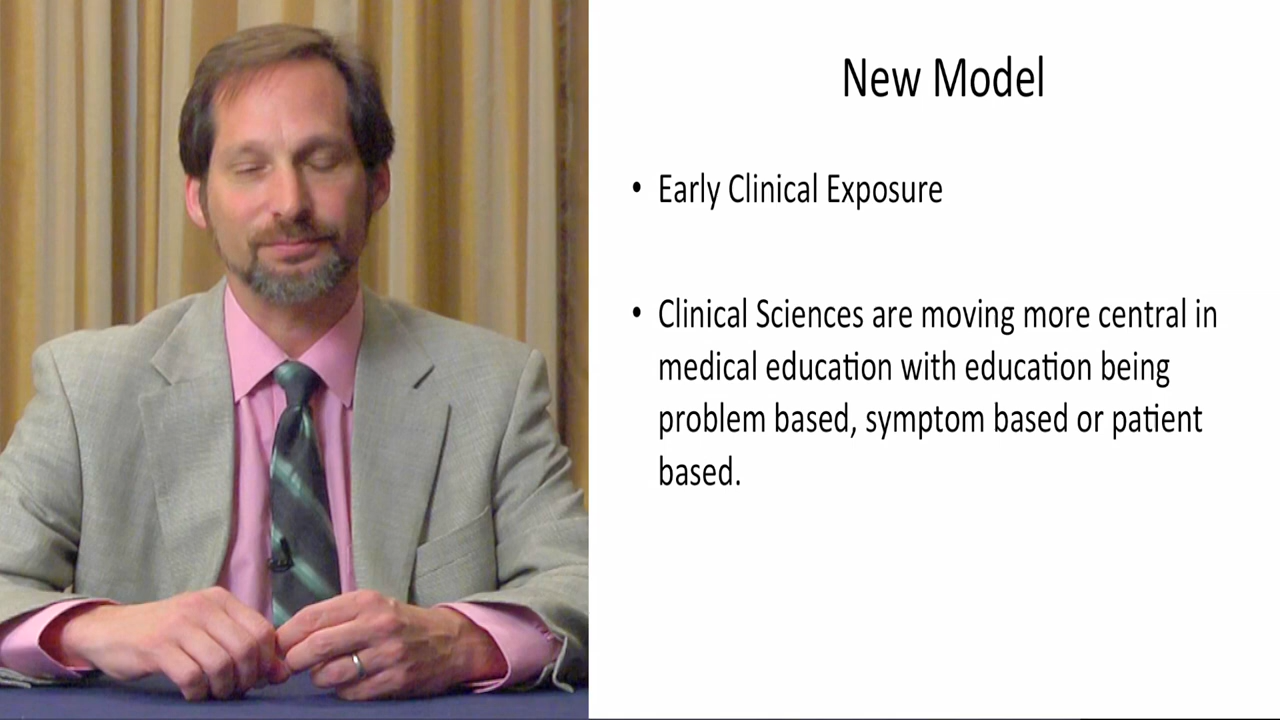 New Model
• Early Clinical Exposure
• Clinical Sciences are moving more central in
medical education with education being
problem based, symptom based or patient
based.